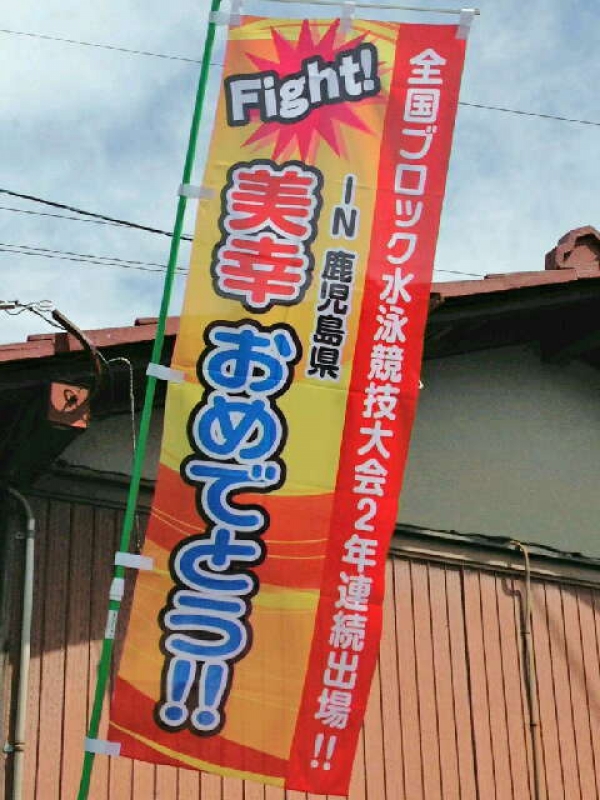 全国ブロック水泳競技大会2年連続出場!!
Fight!
IN 鹿児島県
美幸 おめでとう!!